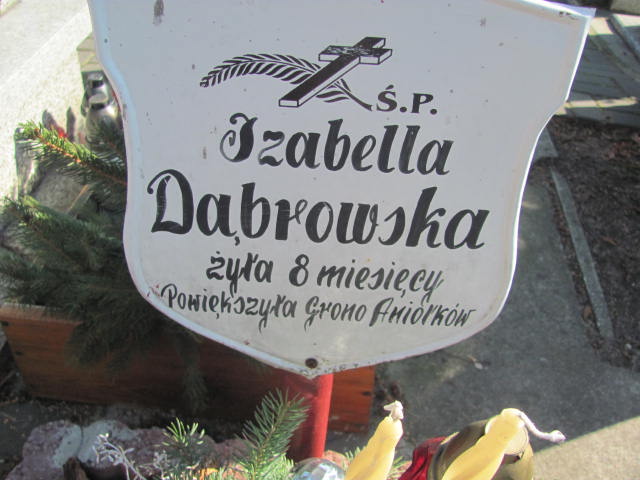 Ś.P.
Izabella
Dąbrowska
żyła 8 miesięcy
Powiększyła Grono Aniołków